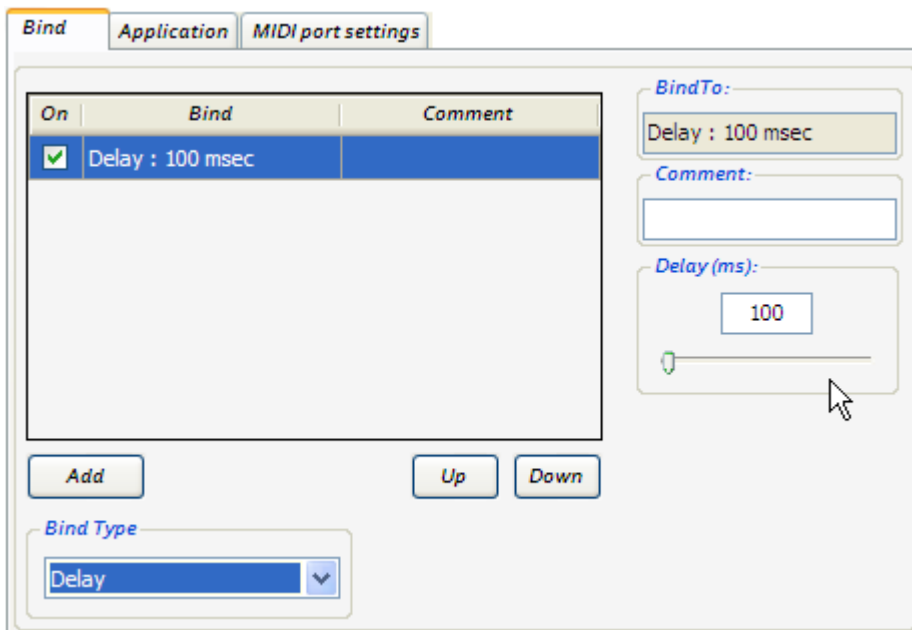 Bind Application MIDI port settings
On Bind Comment
Delay : 100 msec
BindTo:
Delay : 100 msec
Comment:
Delay (ms):
100
Add Up Down
Bind Type
Delay